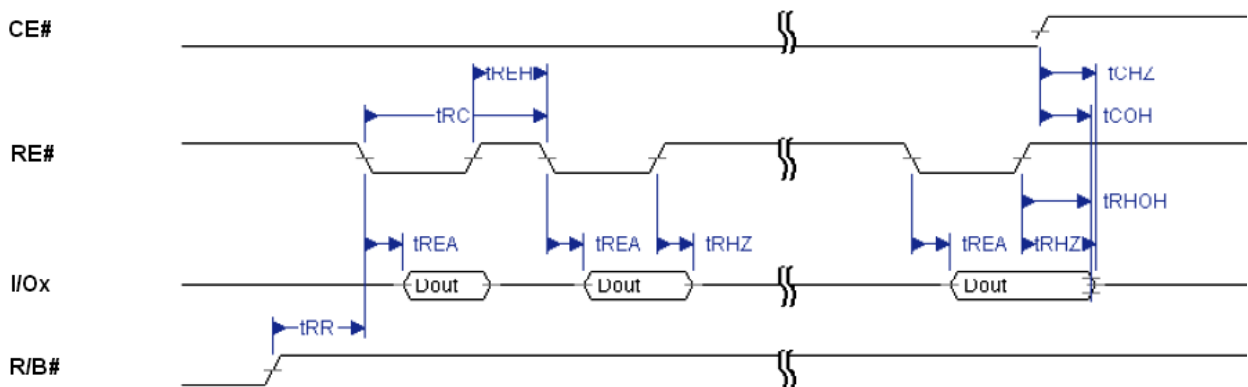 CE#
tREH
tCHZ
tRC
tCOH
RE#
tRHOH
tREA
tREA
tRHZ
tREA
tRHZ
I/Ox
Dout
Dout
Dout
tRR
R/B#